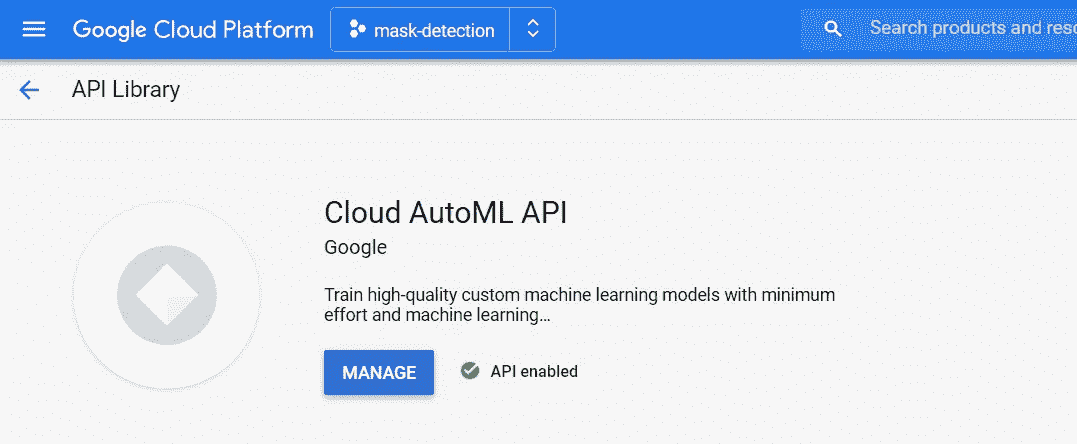 Google Cloud Platform mask-detection Search products and
API Library
Cloud AutoML API
Google
Train high-quality custom machine learning models with minimum
effort and machine learning...
MANAGE API enabled